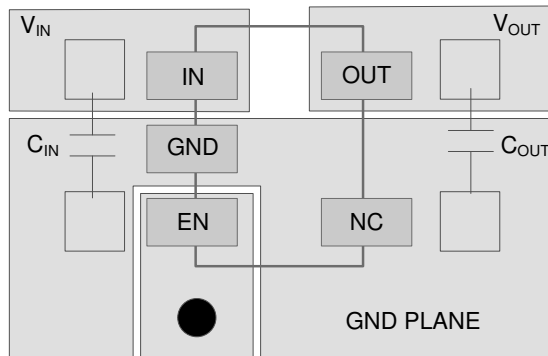 VIN
VOUT
IN
OUT
CIN
GND
COUT
EN
NC
GND PLANE